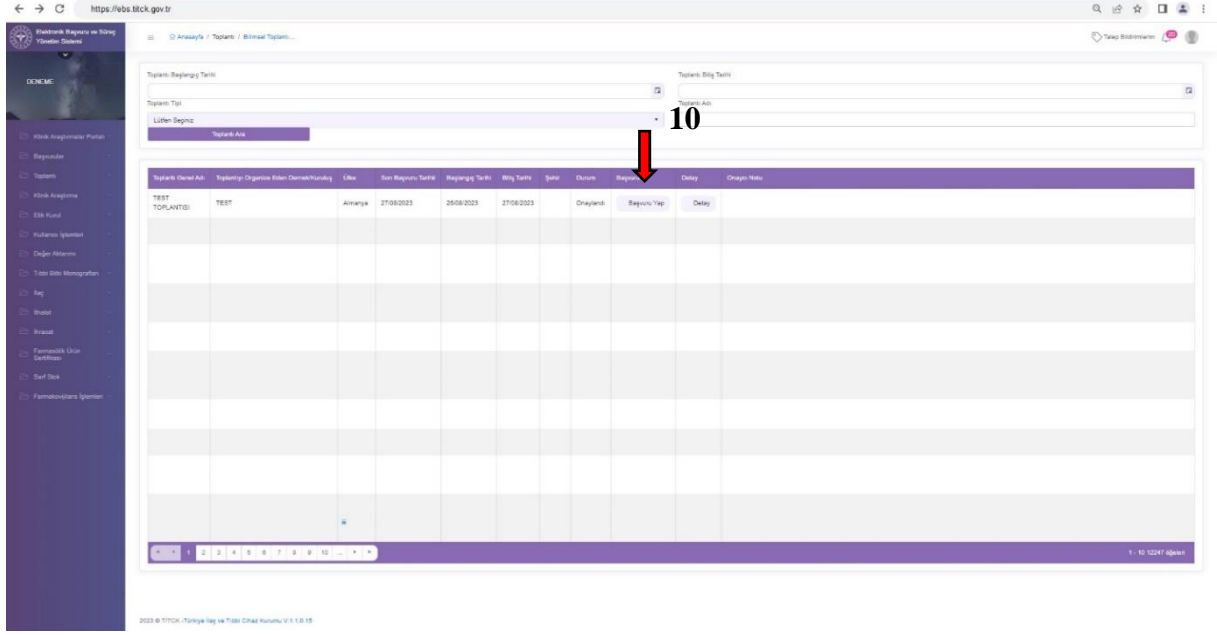 https://ebs.titck.gov.tr
Elektronik Başvuru ve Süreç
Yönetim Sistemi
Anasayfa / Toplantı / Bilimsel Toplantı...
Talep Bildirimlerim
DENEME
Toplantı Başlangıç Tarihi
Toplantı Bitiş Tarihi
Toplantı Tipi
Toplantı Adı
Lütfen Seçiniz
10
Toplantı Ara
Klinik Araştırmalar Portalı
Başvurular
Toplantı
Klinik Araştırma
Etik Kurul
Kullanıcı İşlemleri
Değer Aktarımı
Tıbbi Bitki Monografları
İlaç
İthalat
İhracat
Farmasötik Ürün
Sertifikası
Sarf Stok
Farmakovijilans İşlemleri
Toplantı Genel Adı Toplantıyı Organize Eden Dernek/Kuruluş Ülke Son Başvuru Tarihi Başlangıç Tarihi Bitiş Tarihi Şehir Durum Başvuru Detay Onaycı Notu
TEST
TOPLANTISI TEST Almanya 27/08/2023 26/08/2023 27/08/2023 Onaylandı Başvuru Yap Detay
1 2 3 4 5 6 7 8 9 10 ...
1 - 10 12247 öğeleri
2023 © TİTCK -Türkiye İlaç ve Tıbbi Cihaz Kurumu V:1.1.0.15